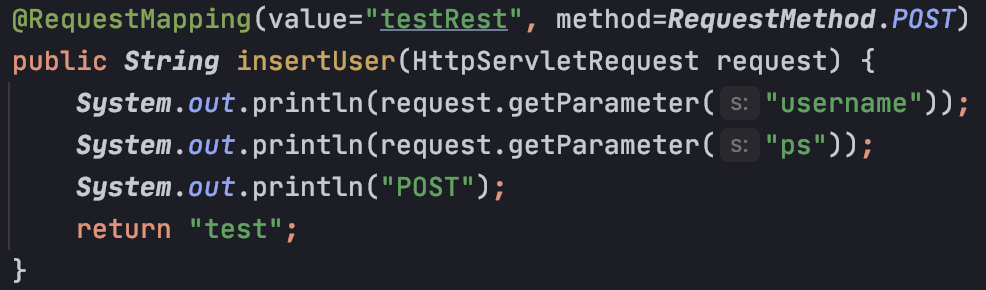 @RequestMapping(value="testRest", method=RequestMethod.POST)
public String insertUser(HttpServletRequest request) {
System.out.println(request.getParameter( s: "username"));
System.out.println(request.getParameter( s: "ps"));
System.out.println("POST");
return "test";
}